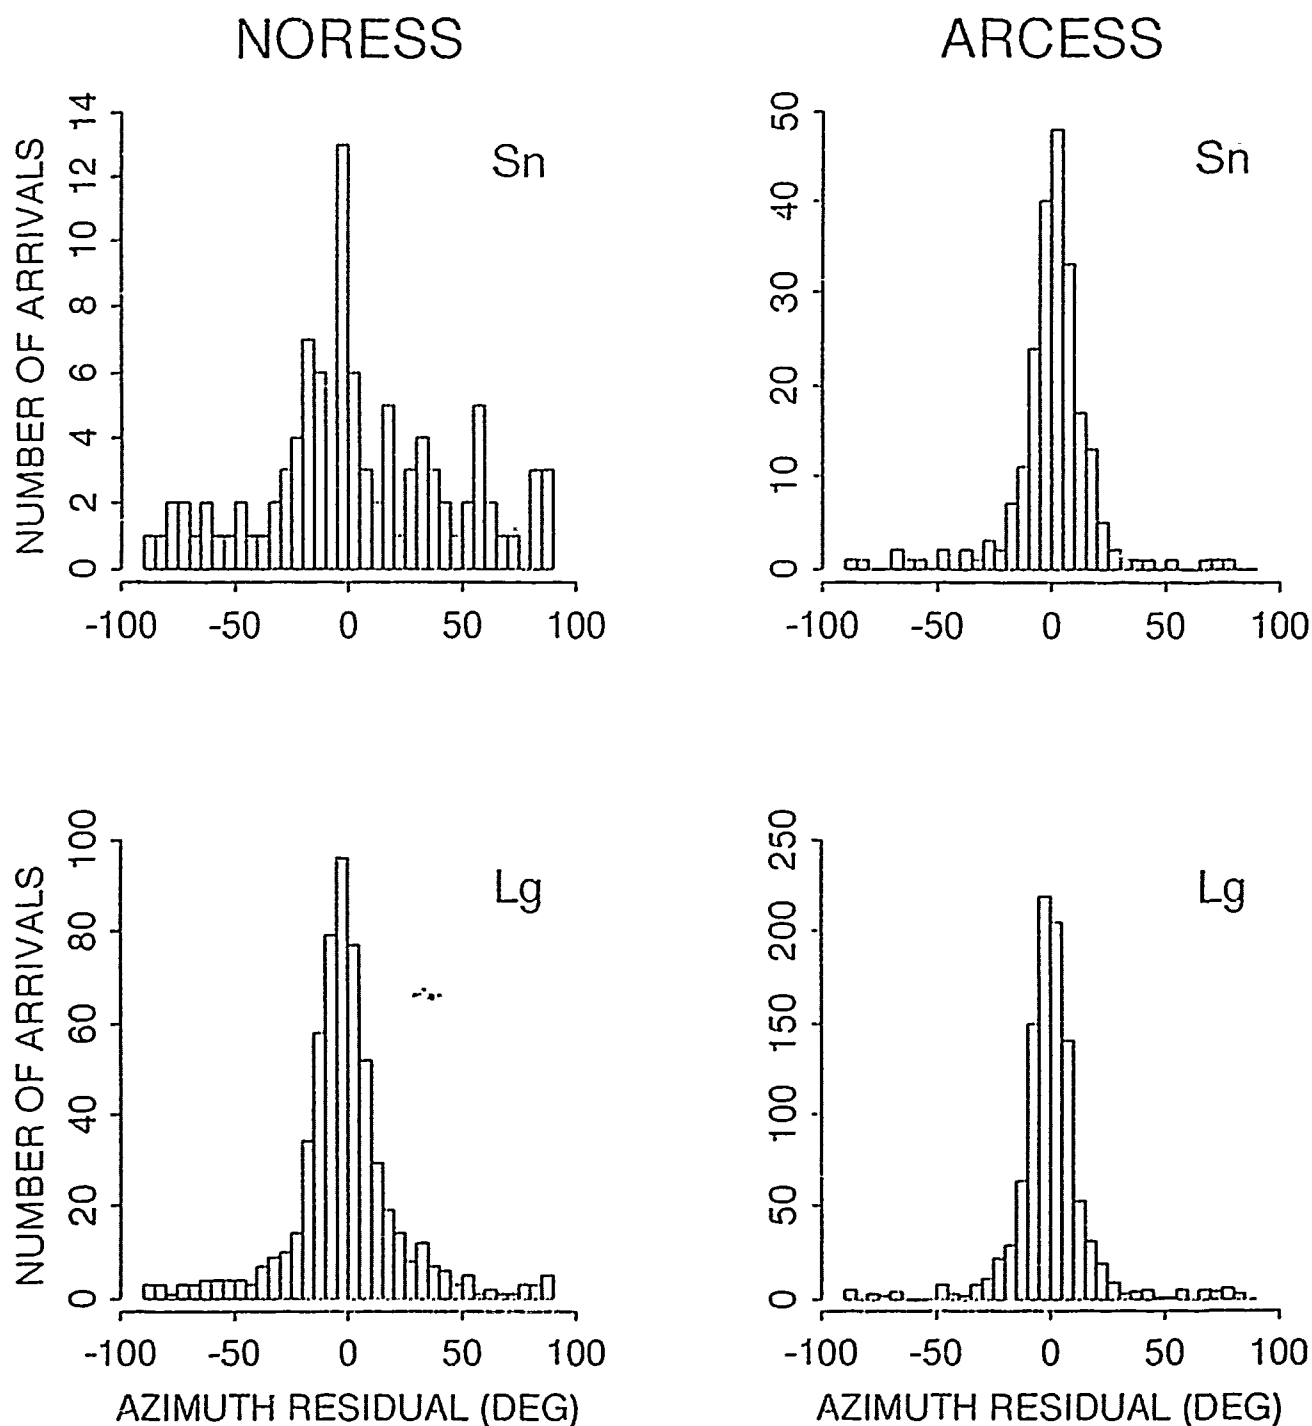 NORESS
ARCESS
NUMBER OF ARRIVALS
0 2 4 6 8 10 12 14
Sn
-100 -50 0 50 100
0 10 20 30 40 50
Sn
-100 -50 0 50 100
NUMBER OF ARRIVALS
0 20 40 60 80 100
Lg
-100 -50 0 50 100
AZIMUTH RESIDUAL (DEG)
0 50 100 150 200 250
Lg
-100 -50 0 50 100
AZIMUTH RESIDUAL (DEG)